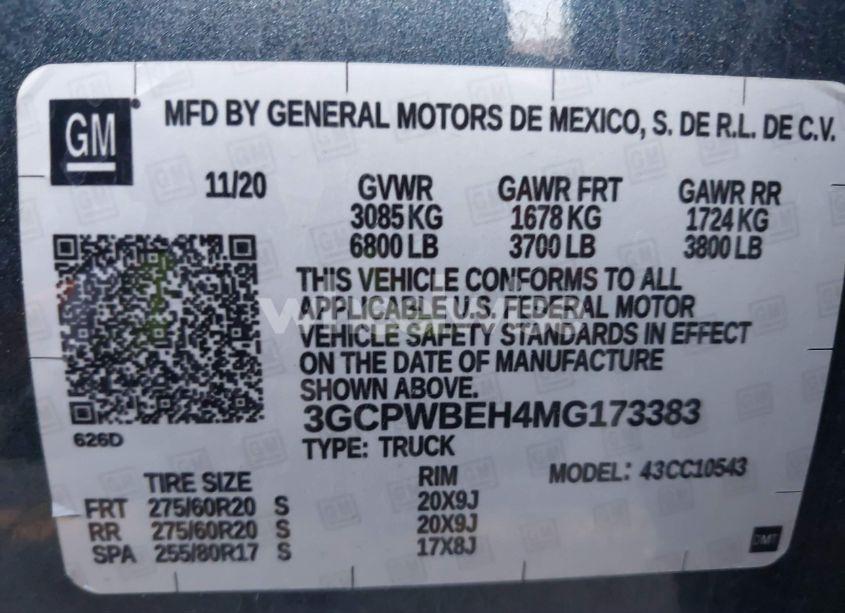 GM
MFD BY GENERAL MOTORS DE MEXICO, S. DE R.L. DE C.V.
11/20 GVWR GAWR FRT GAWR RR
3085 KG 1678 KG 1724 KG
6800 LB 3700 LB 3800 LB
THIS VEHICLE CONFORMS TO ALL
APPLICABLE U.S. FEDERAL MOTOR
VEHICLE SAFETY STANDARDS IN EFFECT
ON THE DATE OF MANUFACTURE
SHOWN ABOVE.
3GCPWBEH4MG173383
626D
TYPE: TRUCK
MODEL: 43CC10543
TIRE SIZE RIM
FRT 275/60R20 S 20X9J
RR 275/60R20 S 20X9J
SPA 255/80R17 S 17X8J
DMT